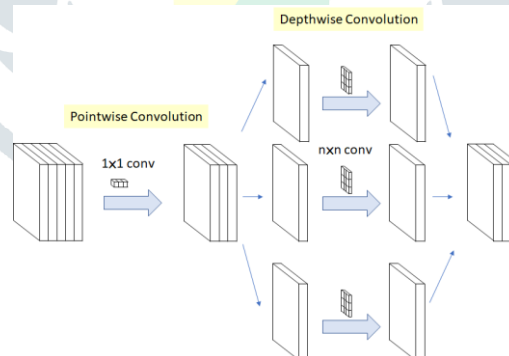 Depthwise Convolution
Pointwise Convolution
1x1 conv
nxn conv